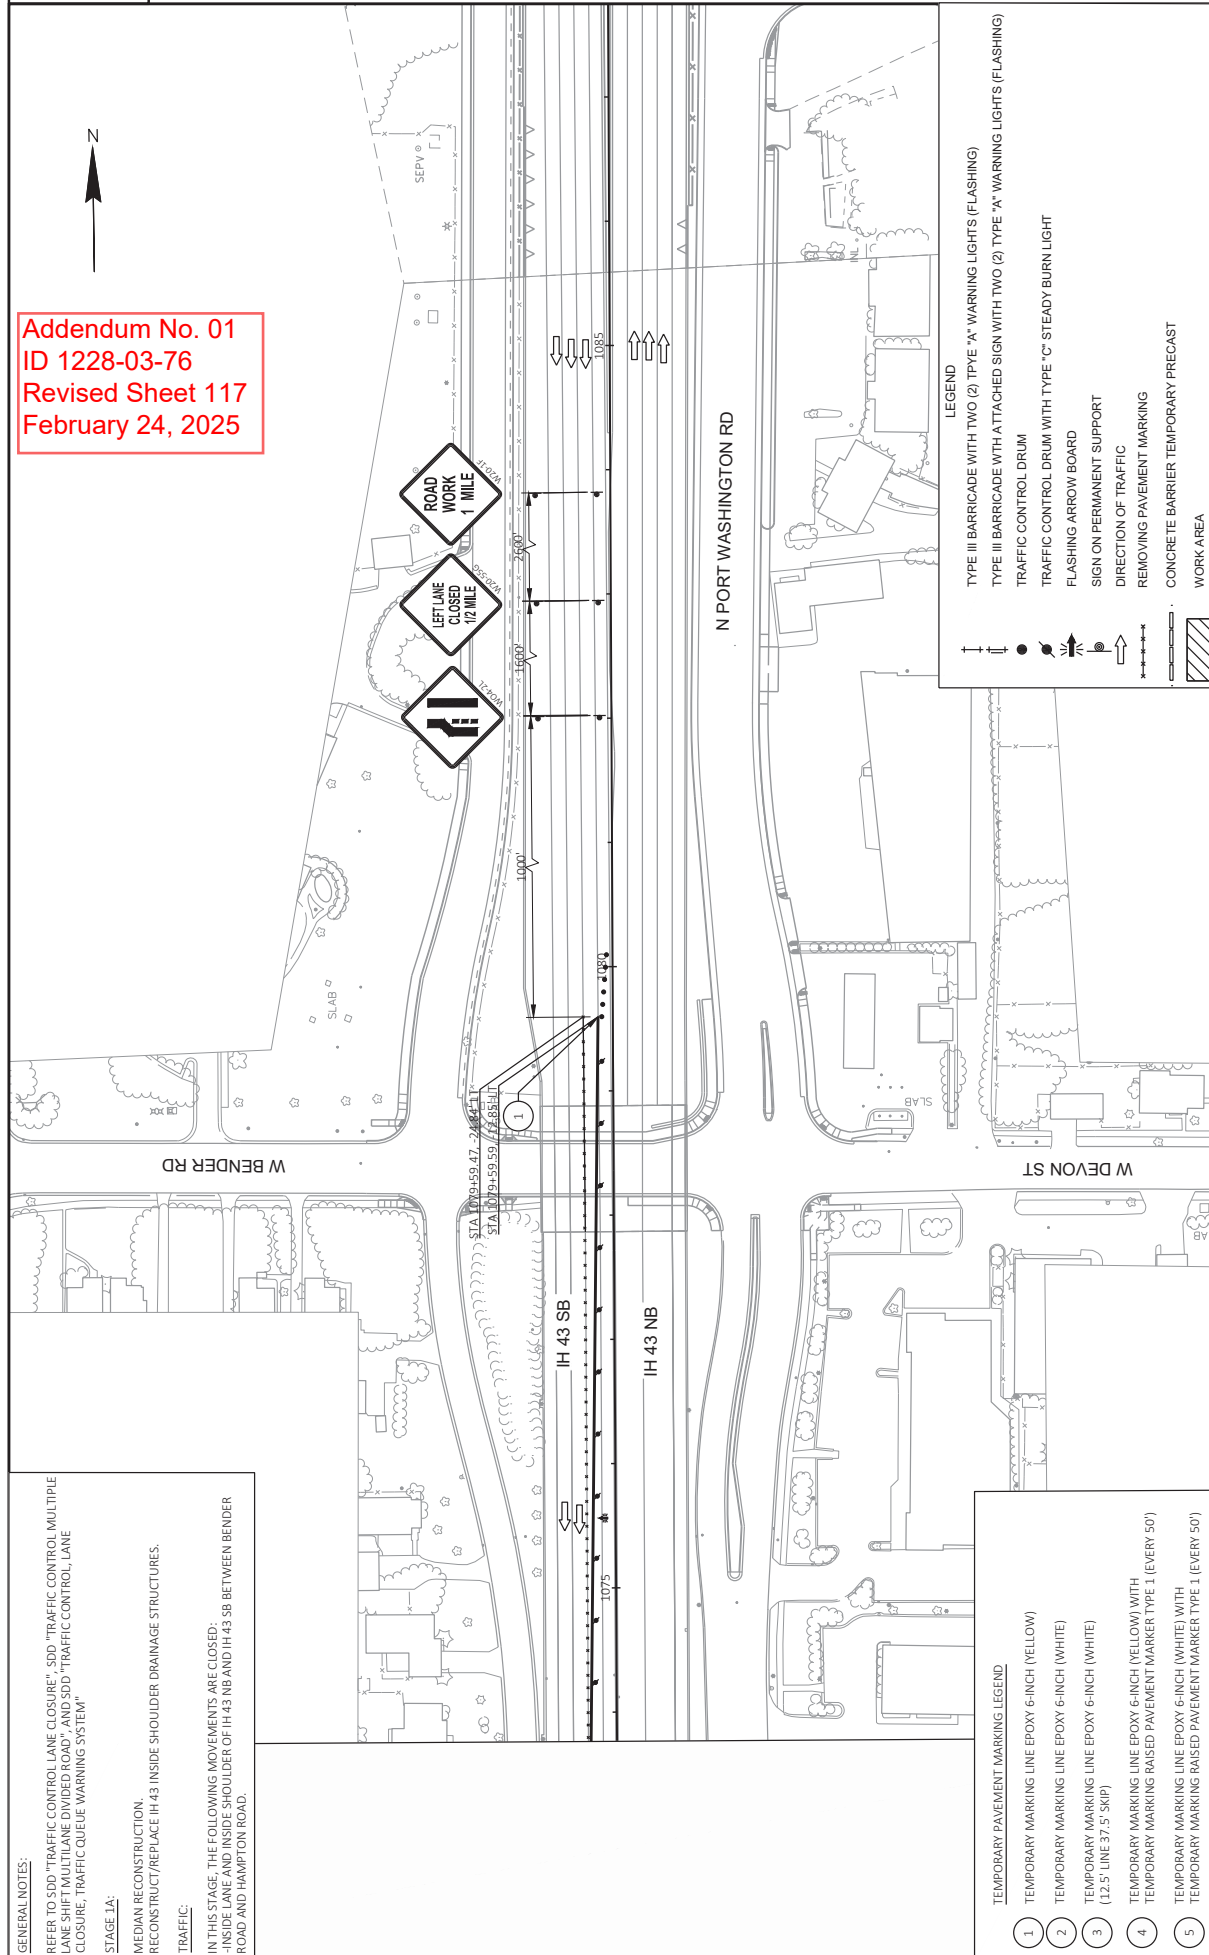 Addendum No. 01
ID 1228-03-76
Revised Sheet 117
February 24, 2025
N
SEPV
ROAD
WORK
1 MILE
W20-1F
LEFT LANE
CLOSED
1/2 MILE
W20-55G
W04-2L
2600'
1600'
1000'
1085
1080
1075
INL
SLAB
SLAB
N PORT WASHINGTON RD
W BENDER RD
W DEVON ST
STA 1079+59.47, -24.84' LT
STA 1079+59.59, -12.85' LT
1
IH 43 SB
IH 43 NB
LEGEND
TYPE III BARRICADE WITH TWO (2) TPYE "A" WARNING LIGHTS (FLASHING)
TYPE III BARRICADE WITH ATTACHED SIGN WITH TWO (2) TYPE "A" WARNING LIGHTS (FLASHING)
TRAFFIC CONTROL DRUM
TRAFFIC CONTROL DRUM WITH TYPE "C" STEADY BURN LIGHT
FLASHING ARROW BOARD
SIGN ON PERMANENT SUPPORT
DIRECTION OF TRAFFIC
REMOVING PAVEMENT MARKING
CONCRETE BARRIER TEMPORARY PRECAST
WORK AREA
GENERAL NOTES:
REFER TO SDD "TRAFFIC CONTROL LANE CLOSURE", SDD "TRAFFIC CONTROL MULTIPLE
LANE SHIFT MULTILANE DIVIDED ROAD", AND SDD "TRAFFIC CONTROL, LANE
CLOSURE, TRAFFIC QUEUE WARNING SYSTEM"
STAGE 1A:
MEDIAN RECONSTRUCTION.
RECONSTRUCT/REPLACE IH 43 INSIDE SHOULDER DRAINAGE STRUCTURES.
TRAFFIC:
IN THIS STAGE, THE FOLLOWING MOVEMENTS ARE CLOSED:
-INSIDE LANE AND INSIDE SHOULDER OF IH 43 NB AND IH 43 SB BETWEEN BENDER
ROAD AND HAMPTON ROAD.
TEMPORARY PAVEMENT MARKING LEGEND
1 TEMPORARY MARKING LINE EPOXY 6-INCH (YELLOW)
2 TEMPORARY MARKING LINE EPOXY 6-INCH (WHITE)
3 TEMPORARY MARKING LINE EPOXY 6-INCH (WHITE)
(12.5' LINE 37.5' SKIP)
4 TEMPORARY MARKING LINE EPOXY 6-INCH (YELLOW) WITH
TEMPORARY MARKING RAISED PAVEMENT MARKER TYPE 1 (EVERY 50')
5 TEMPORARY MARKING LINE EPOXY 6-INCH (WHITE) WITH
TEMPORARY MARKING RAISED PAVEMENT MARKER TYPE 1 (EVERY 50')